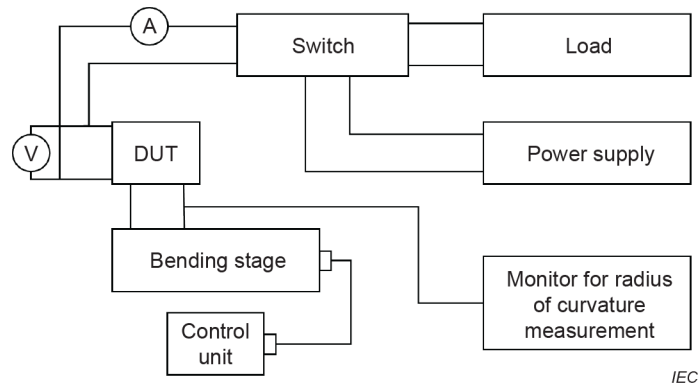 A
Switch
Load
V
DUT
Power supply
Bending stage
Monitor for radius
of curvature
measurement
Control
unit
IEC